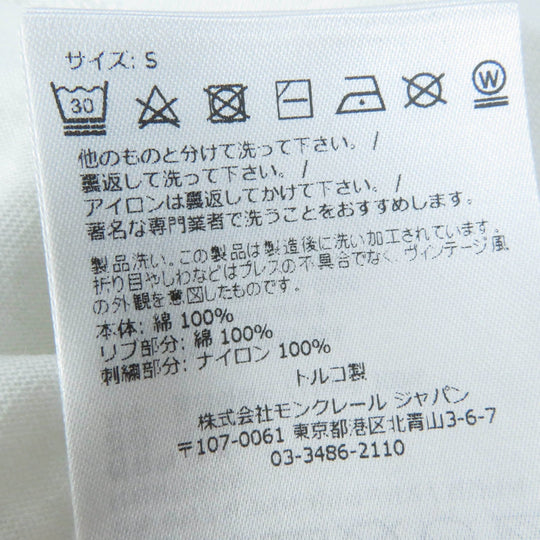 サイズ: S
30
W
他のものと分けて洗って下さい。/
裏返して洗って下さい。/
アイロンは裏返してかけて下さい。/
著名な専門業者で洗うことをおすすめします。
製品洗い。この製品は製造後に洗い加工されています。
折り目やしわなどはプレスの不具合でなく、ヴィンテージ風
の外観を意図したものです。
本体: 綿 100%
リブ部分: 綿 100%
刺繍部分: ナイロン 100%
トルコ製
株式会社モンクレール ジャパン
〒107-0061 東京都港区北青山3-6-7
03-3486-2110